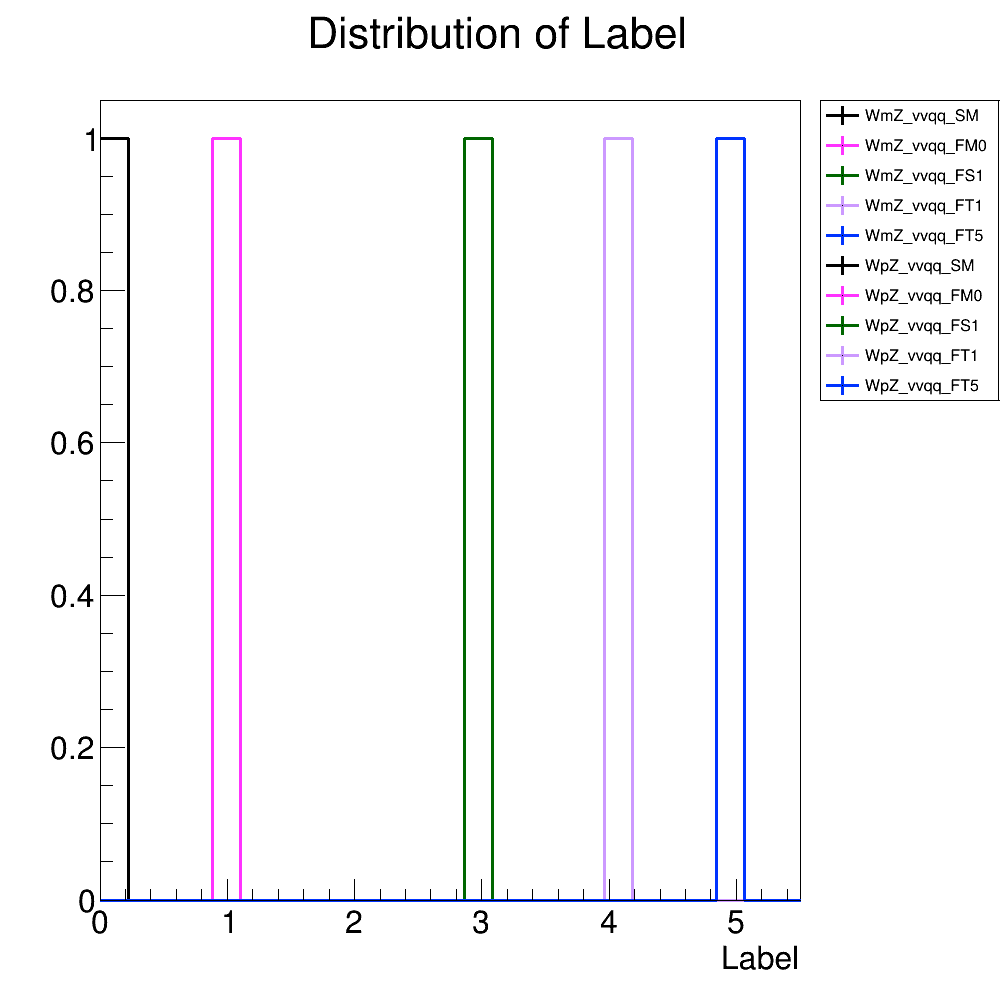 Distribution of Label
1
0.8
0.6
0.4
0.2
0
0 1 2 3 4 5
Label
WmZ_vvqq_SM
WmZ_vvqq_FM0
WmZ_vvqq_FS1
WmZ_vvqq_FT1
WmZ_vvqq_FT5
WpZ_vvqq_SM
WpZ_vvqq_FM0
WpZ_vvqq_FS1
WpZ_vvqq_FT1
WpZ_vvqq_FT5